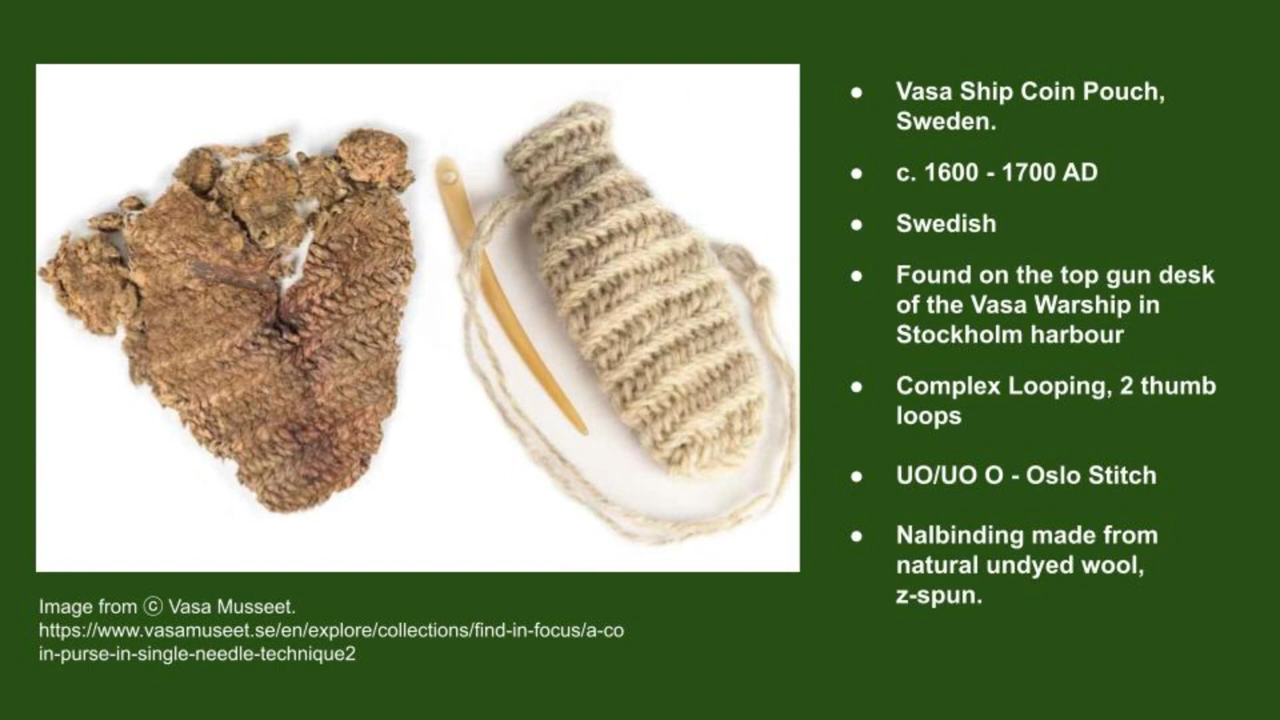 ● Vasa Ship Coin Pouch,
Sweden.
● c. 1600 - 1700 AD
● Swedish
● Found on the top gun desk
of the Vasa Warship in
Stockholm harbour
● Complex Looping, 2 thumb
loops
● UO/UO O - Oslo Stitch
● Nalbinding made from
natural undyed wool,
z-spun.
Image from ⓒ Vasa Musseet.
https://www.vasamuseet.se/en/explore/collections/find-in-focus/a-co
in-purse-in-single-needle-technique2